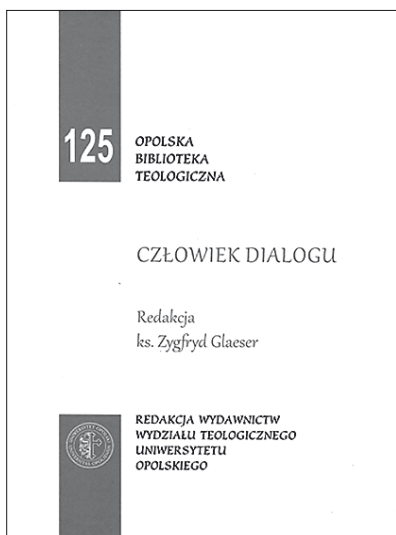 125
OPOLSKA
BIBLIOTEKA
TEOLOGICZNA
CZŁOWIEK DIALOGU
Redakcja
ks. Zygfryd Glaeser
REDAKCJA WYDAWNICTW
WYDZIAŁU TEOLOGICZNEGO
UNIWERSYTETU
OPOLSKIEGO